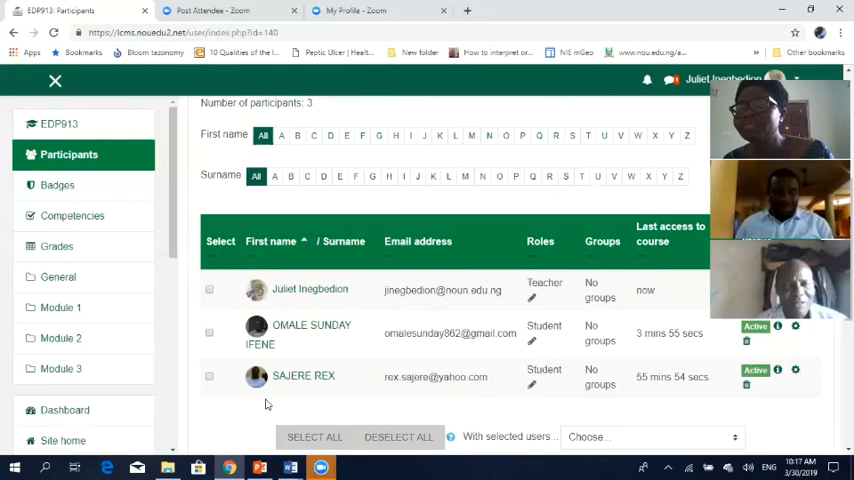 EDP913: Participants
Post Attendee - Zoom
My Profile - Zoom
https://lcms.nouedu2.net/user/index.php?id=140
Apps
Bookmarks
Bloom taxonomy
10 Qualities of the I...
Peptic Ulcer | Health...
New folder
How to interpret or...
NIE mGeo
www.nou.edu.ng/a...
Other bookmarks
Juliet Inegbedion
EDP913
Participants
Badges
Competencies
Grades
General
Module 1
Module 2
Module 3
Dashboard
Site home
Number of participants: 3
First name All A B C D E F G H I J K L M N O P Q R S T U V W X Y Z
Surname All A B C D E F G H I J K L M N O P Q R S T U V W X Y Z
Select First name / Surname Email address Roles Groups Last access to course
Juliet Inegbedion jinegbedion@noun.edu.ng Teacher No groups now
OMALE SUNDAY IFENE omalesunday862@gmail.com Student No groups 3 mins 55 secs Active
SAJERE REX rex.sajere@yahoo.com Student No groups 55 mins 54 secs Active
SELECT ALL DESELECT ALL With selected users... Choose...
ENG
10:17 AM
3/30/2019